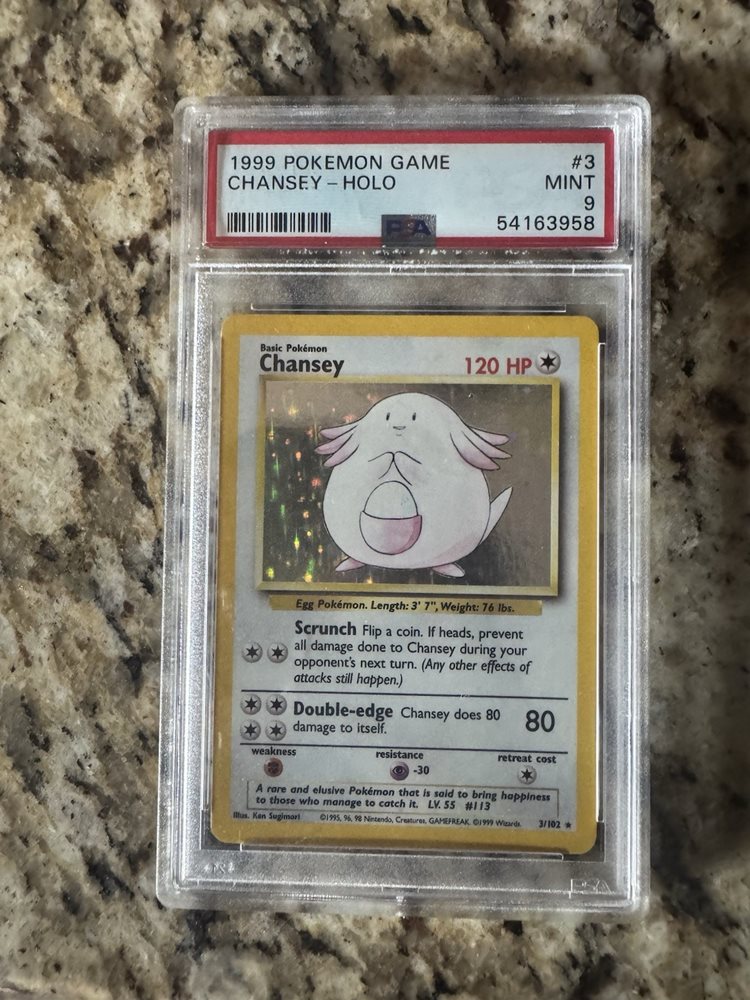 1999 POKEMON GAME #3
CHANSEY - HOLO MINT
9
PSA 54163958
Basic Pokémon
Chansey 120 HP
Egg Pokémon. Length: 3' 7", Weight: 76 lbs.
Scrunch Flip a coin. If heads, prevent
all damage done to Chansey during your
opponent's next turn. (Any other effects of
attacks still happen.)
Double-edge Chansey does 80 80
damage to itself.
weakness resistance retreat cost
-30
A rare and elusive Pokémon that is said to bring happiness
to those who manage to catch it. LV. 55 #113
Illus. Ken Sugimori ©1995, 96, 98 Nintendo, Creatures, GAMEFREAK. ©1999 Wizards. 3/102
PSA